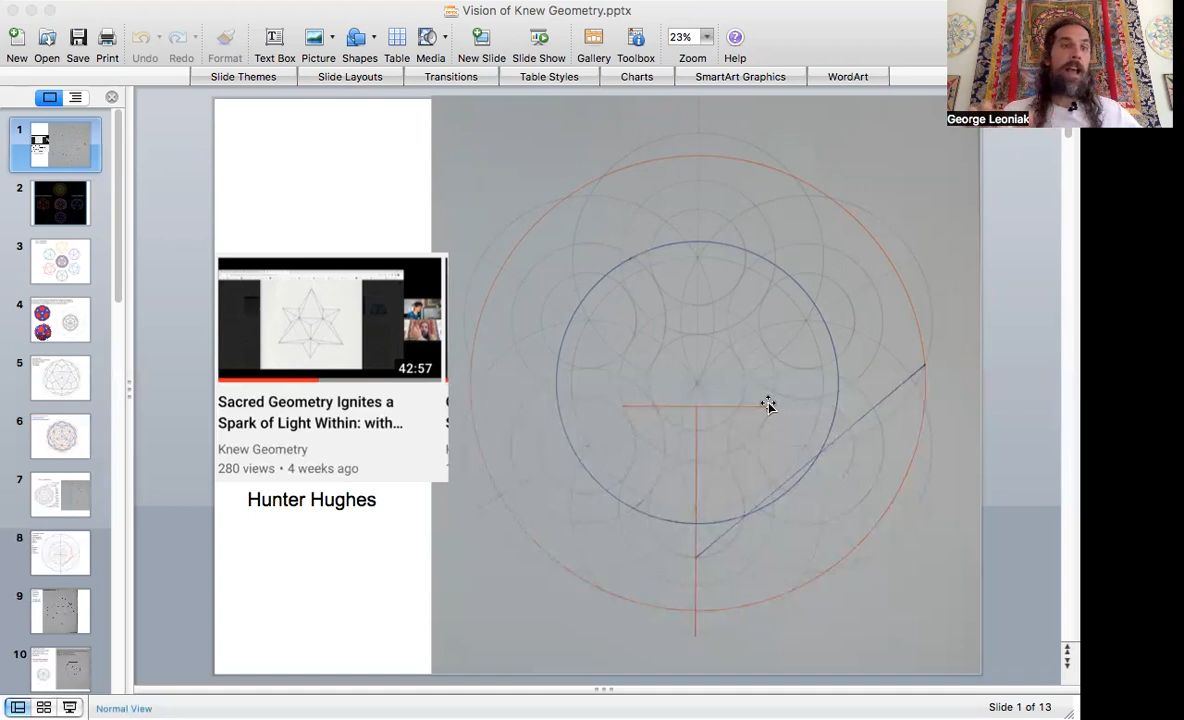 Vision of Knew Geometry.pptx
New Open Save Print Undo Redo Format Text Box Picture Shapes Table Media New Slide Slide Show Gallery Toolbox Zoom Help
23%
Slide Themes Slide Layouts Transitions Table Styles Charts SmartArt Graphics WordArt
George Leoniak
1
2
3
4
5
6
7
8
9
10
42:57
Sacred Geometry Ignites a
Spark of Light Within: with...
Knew Geometry
280 views • 4 weeks ago
Hunter Hughes
Normal View
Slide 1 of 13